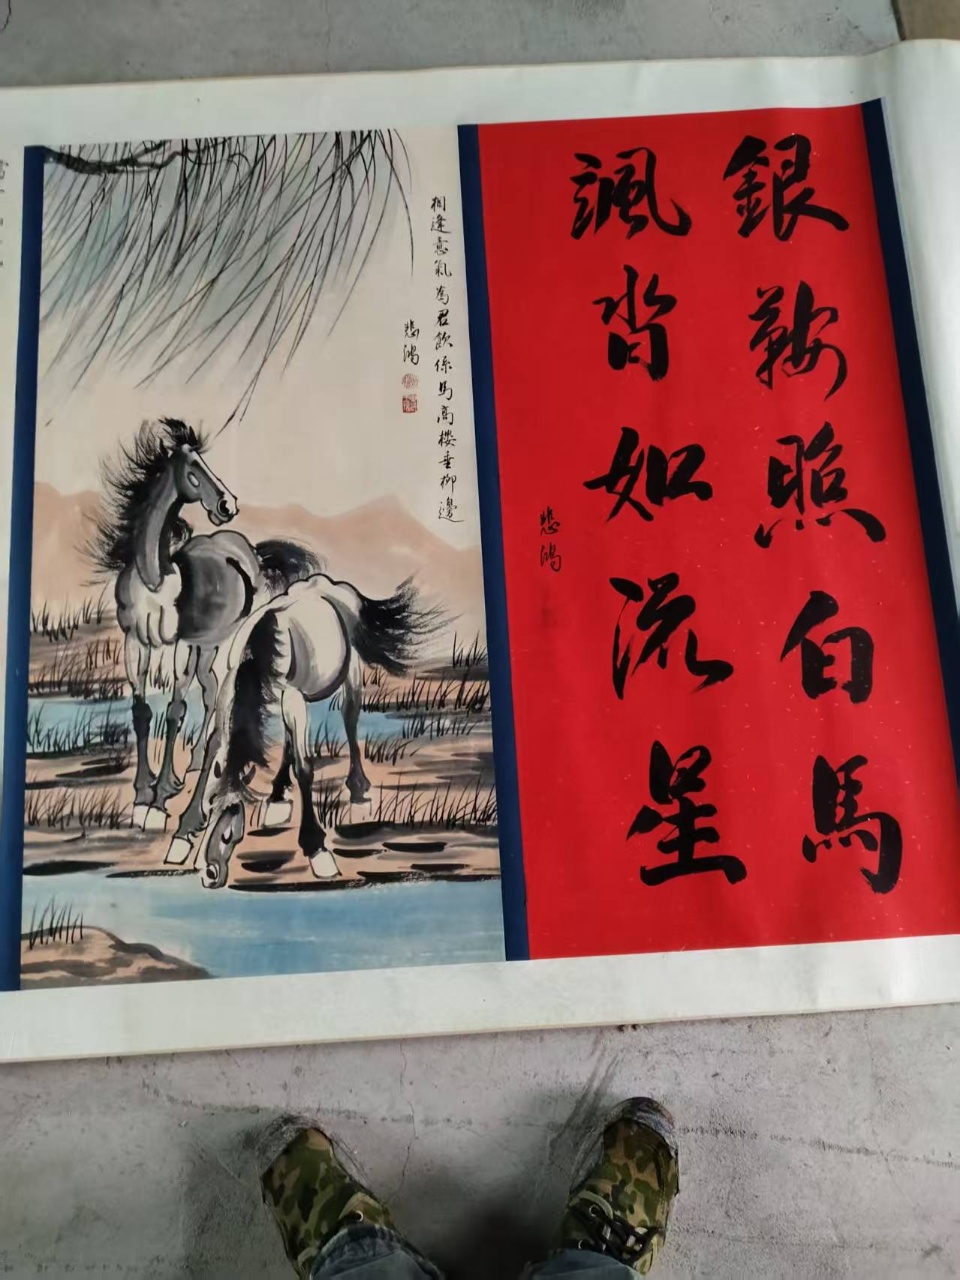 銀鞍照白馬
颯沓如流星
悲鴻
相逢意氣為君飲係馬高樓垂柳邊
悲鴻